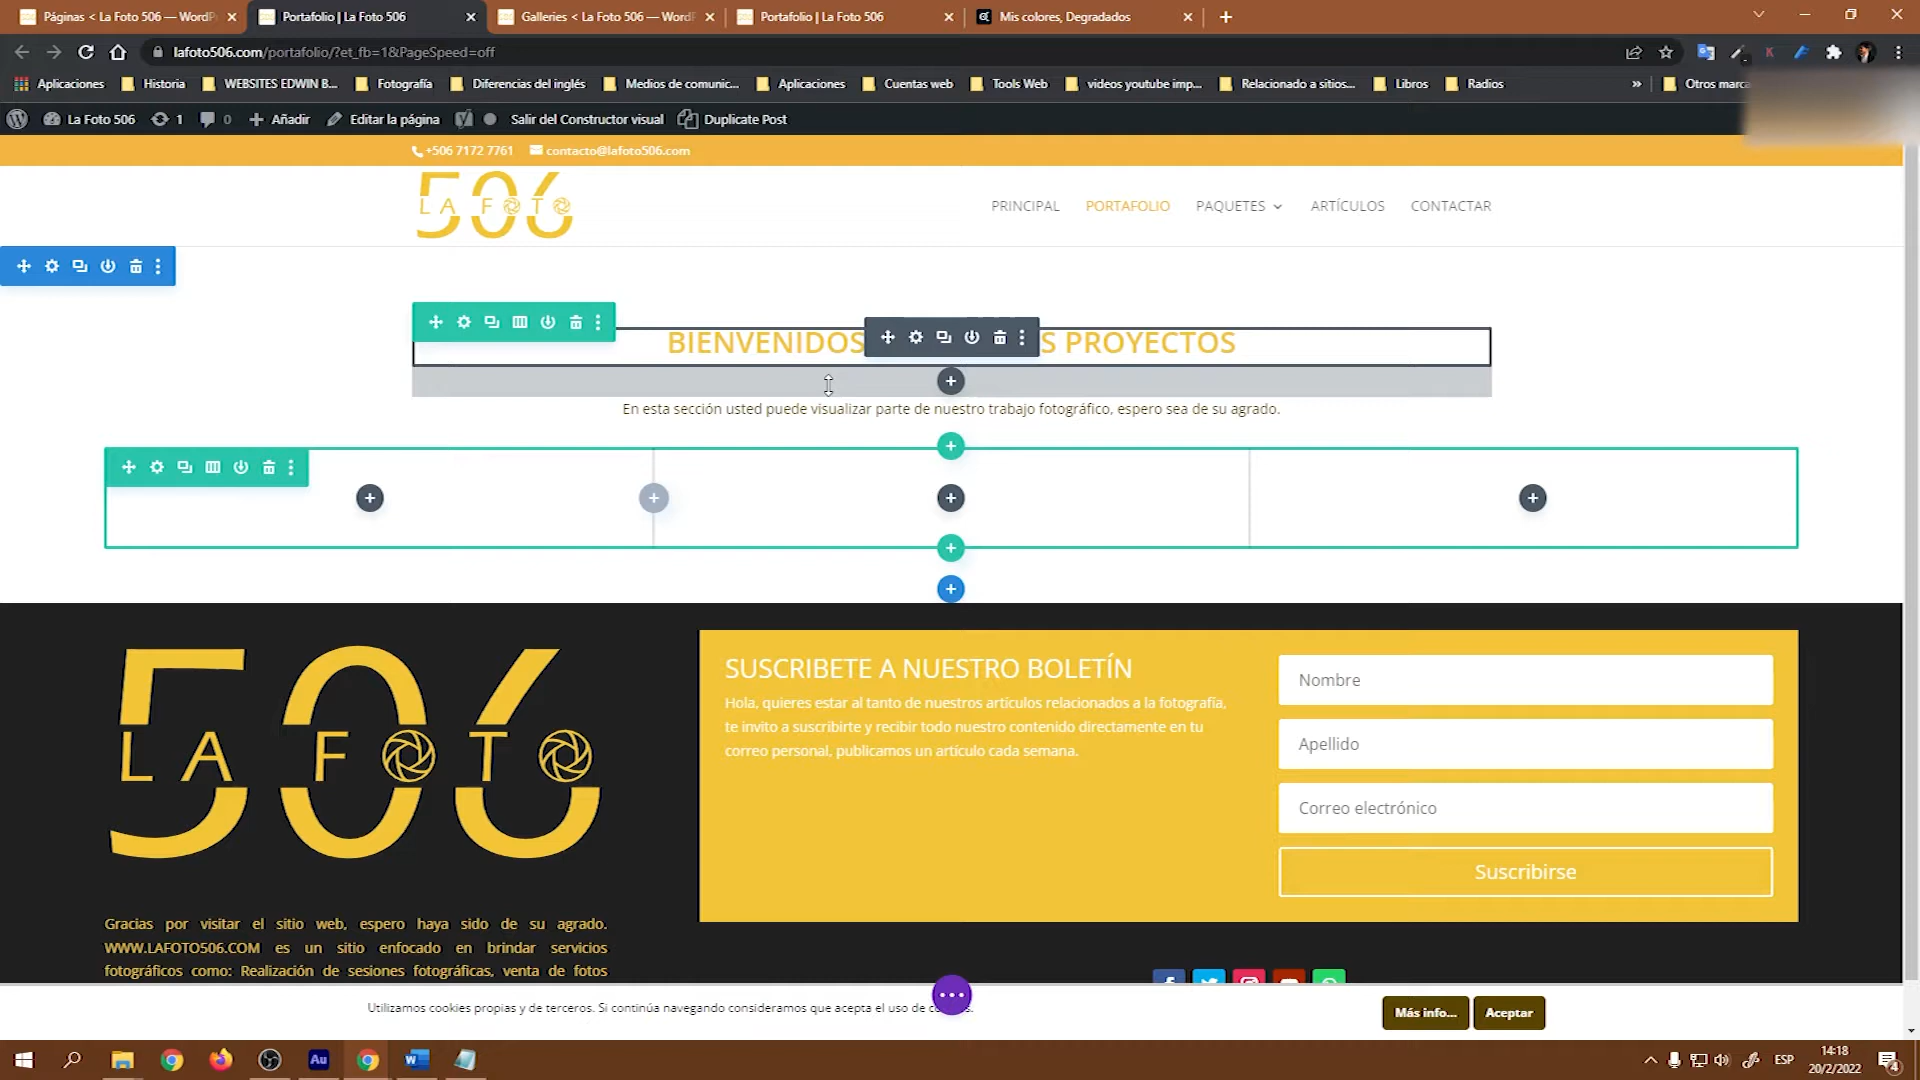 Páginas < La Foto 506 — WordP
Portafolio | La Foto 506
Galleries < La Foto 506 — WordP
Portafolio | La Foto 506
Mis colores, Degradados
lafoto506.com/portafolio/?et_fb=1&PageSpeed=off
Aplicaciones
Historia
WEBSITES EDWIN B...
Fotografía
Diferencias del inglés
Medios de comunic...
Aplicaciones
Cuentas web
Tools Web
videos youtube imp...
Relacionado a sitios...
Libros
Radios
»
Otros marca
La Foto 506
1
0
Añadir
Editar la página
Salir del Constructor visual
Duplicate Post
+506 7172 7761
contacto@lafoto506.com
506
LA FOTO
PRINCIPAL
PORTAFOLIO
PAQUETES
ARTÍCULOS
CONTACTAR
BIENVENIDOS S PROYECTOS
En esta sección usted puede visualizar parte de nuestro trabajo fotográfico, espero sea de su agrado.
506
LA FOTO
SUSCRIBETE A NUESTRO BOLETÍN
Hola, quieres estar al tanto de nuestros artículos relacionados a la fotografía,
te invito a suscribirte y recibir todo nuestro contenido directamente en tu
correo personal, publicamos un artículo cada semana.
Nombre
Apellido
Correo electrónico
Suscribirse
Gracias por visitar el sitio web, espero haya sido de su agrado.
WWW.LAFOTO506.COM es un sitio enfocado en brindar servicios
fotográficos como: Realización de sesiones fotográficas, venta de fotos
Utilizamos cookies propias y de terceros. Si continúa navegando consideramos que acepta el uso de
Más info...
Aceptar
Au
ESP
14:18
20/2/2022
4